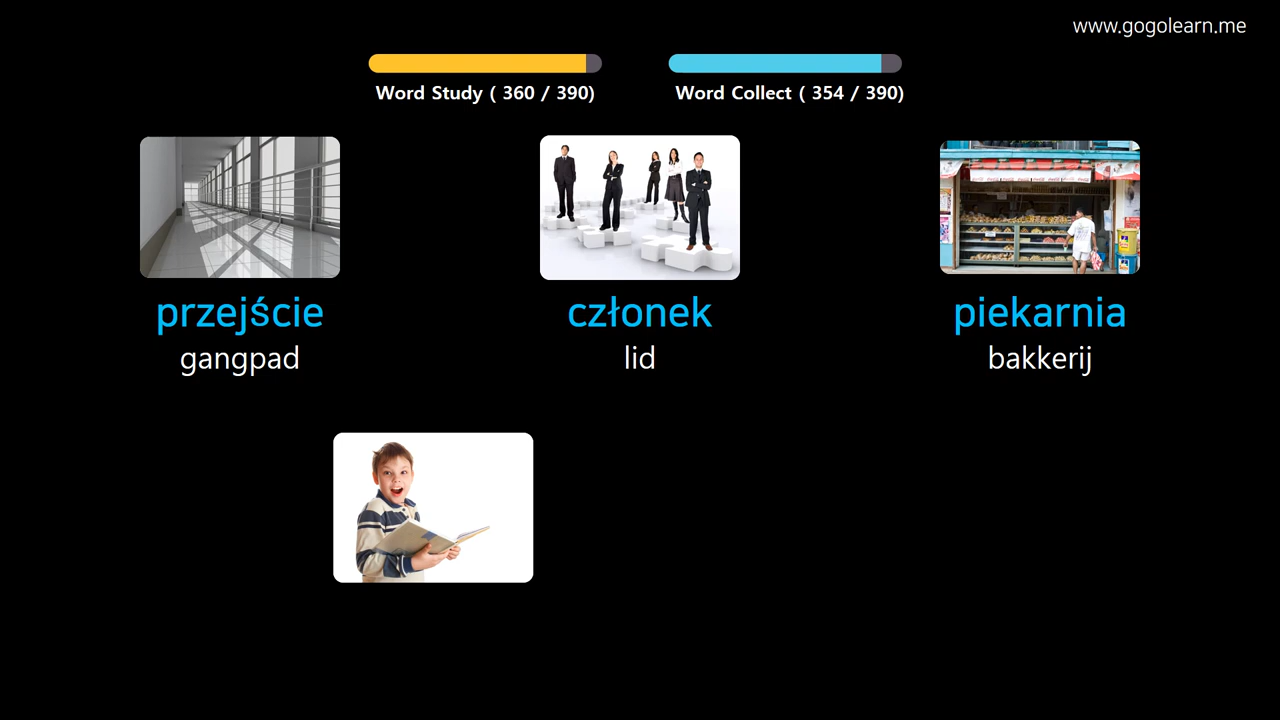 www.gogolearn.me
Word Study ( 360 / 390)
Word Collect ( 354 / 390)
przejście
gangpad
członek
lid
piekarnia
bakkerij